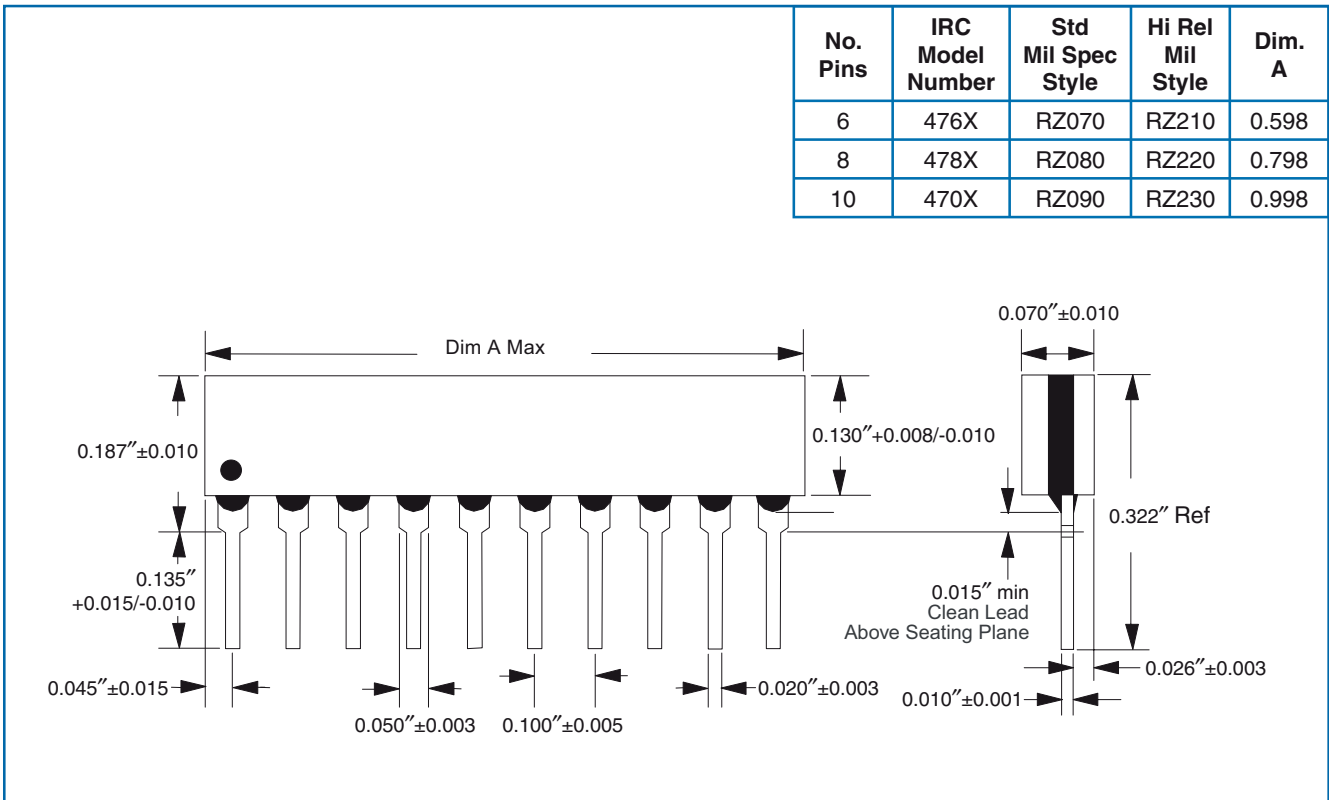 No. Pins
IRC Model Number
Std Mil Spec Style
Hi Rel Mil Style
Dim. A
6 476X RZ070 RZ210 0.598
8 478X RZ080 RZ220 0.798
10 470X RZ090 RZ230 0.998
0.070″±0.010
Dim A Max
0.130″+0.008/-0.010
0.187″±0.010
0.322″ Ref
0.135″
+0.015/-0.010
0.015″ min
Clean Lead
Above Seating Plane
0.026″±0.003
0.045″±0.015
0.020″±0.003
0.010″±0.001
0.050″±0.003
0.100″±0.005